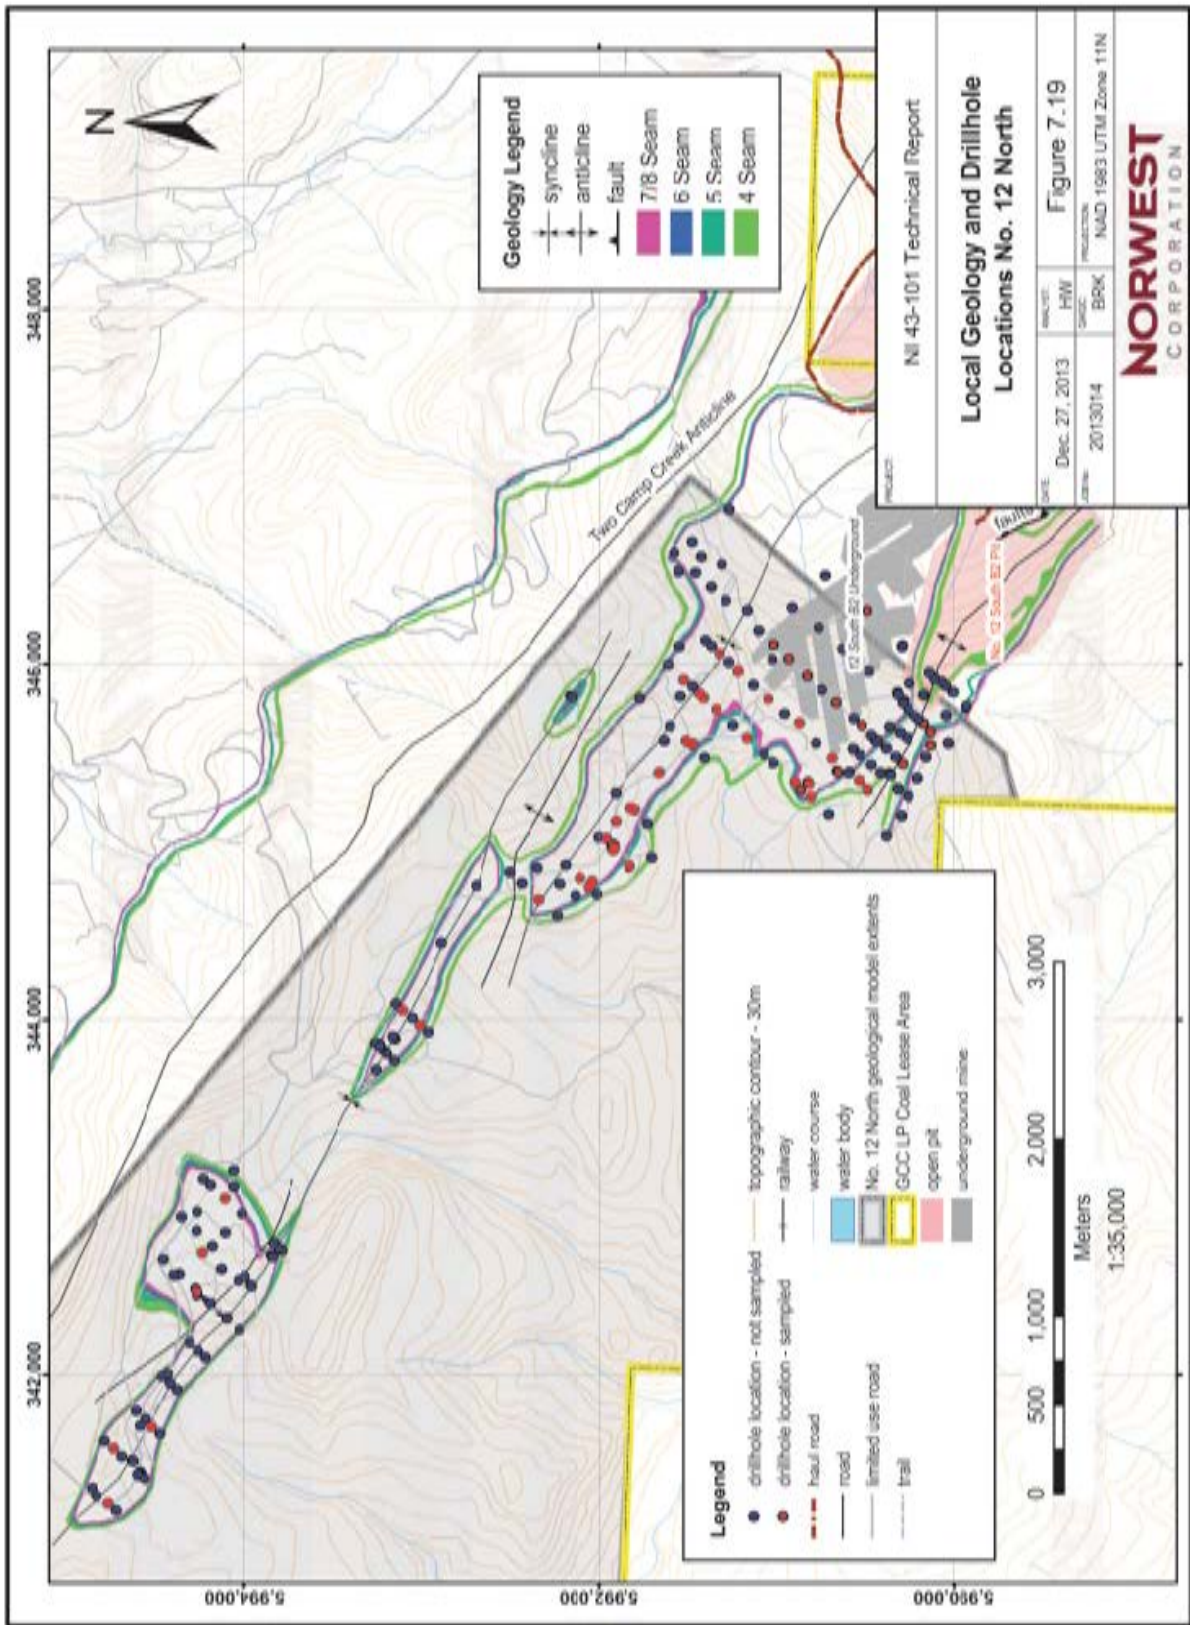 342,000
344,000
346,000
348,000
5,994,000
5,992,000
5,990,000
N
Two Camp Creek Anticline
12 South B2 Underground
No. 12 South B2 Pit
faults
Geology Legend
syncline
anticline
fault
7/8 Seam
6 Seam
5 Seam
4 Seam
Legend
drillhole location - not sampled
drillhole location - sampled
haul road
road
limited use road
trail
topographic contour - 30m
railway
water course
water body
No. 12 North geological model extents
GCC LP Coal Lease Area
open pit
underground mine
0 500 1,000 2,000 3,000
Meters
1:35,000
PROJECT:
NI 43-101 Technical Report
Local Geology and Drillhole
Locations No. 12 North
DATE:
Dec. 27, 2013
ANALYST:
HW
Figure 7.19
JOB No:
2013014
BRK
PROJECTION:
NAD 1983 UTM Zone 11N
NORWEST
CORPORATION